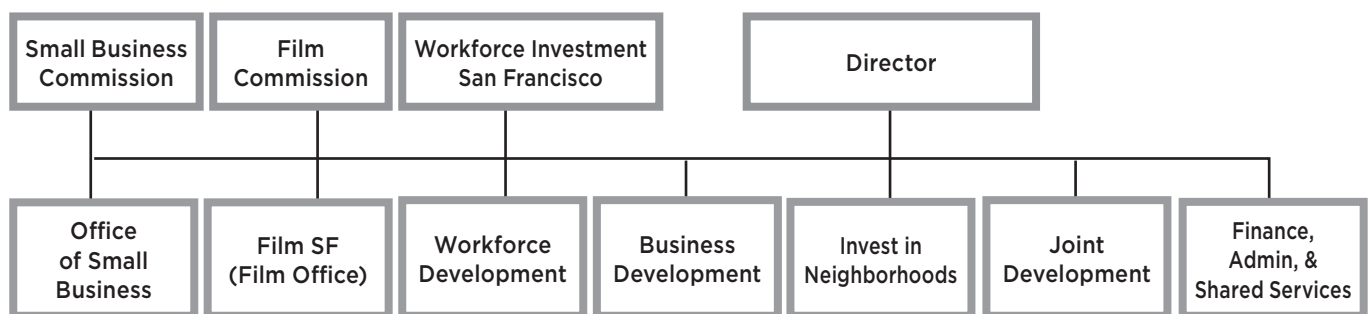 Small Business
Commission
Film
Commission
Workforce Investment
San Francisco
Director
Office
of Small
Business
Film SF
(Film Office)
Workforce
Development
Business
Development
Invest in
Neighborhoods
Joint
Development
Finance,
Admin, &
Shared Services